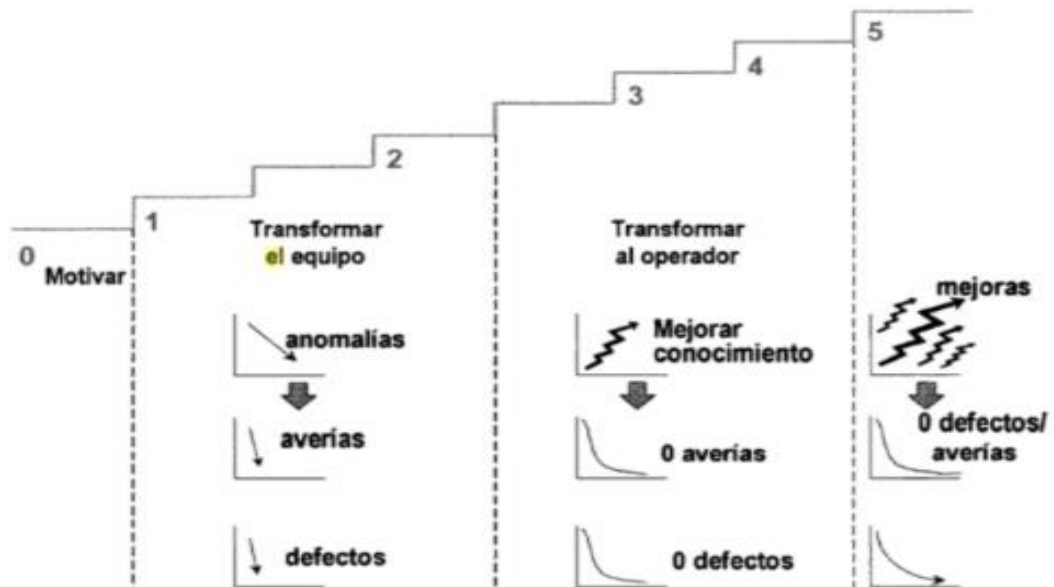 5
4
3
2
1
0
Motivar
Transformar
el equipo
Transformar
al operador
anomalías
Mejorar
conocimiento
mejoras
averías
0 averías
0 defectos/
averías
defectos
0 defectos